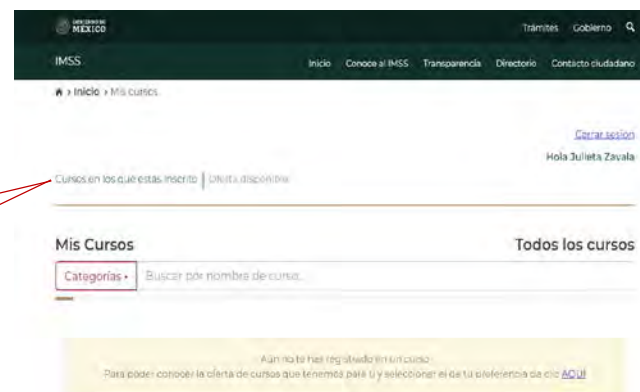 GOBIERNO DE
MÉXICO
Trámites Gobierno
IMSS
Inicio Conoce al IMSS Transparencia Directorio Contacto ciudadano
> Inicio > Mis cursos
Cerrar sesión
Hola Julieta Zavala
Cursos en los que estás inscrito | Oferta disponible
Mis Cursos
Todos los cursos
Categorías
Buscar por nombre de curso...
Aún no te has registrado en un curso
Para poder conocer la oferta de cursos que tenemos para ti y seleccionar el de tu preferencia da clic AQUÍ